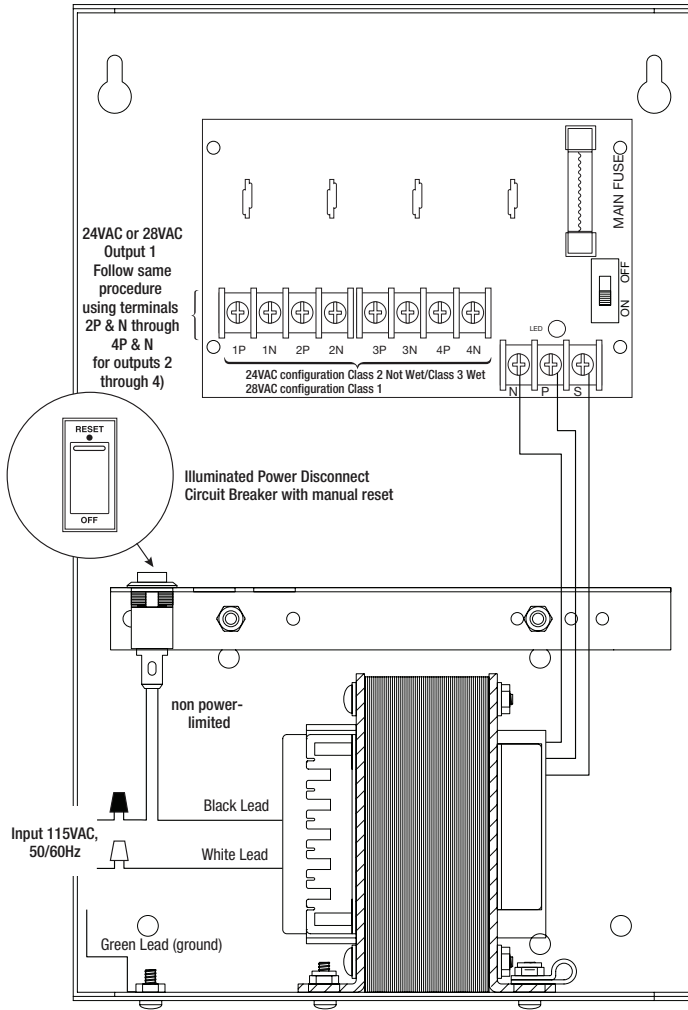 MAIN FUSE
OFF
ON
24VAC or 28VAC
Output 1
Follow same
procedure
using terminals
2P & N through
4P & N
for outputs 2
through 4)
1P 1N 2P 2N 3P 3N 4P 4N
24VAC configuration Class 2 Not Wet/Class 3 Wet
28VAC configuration Class 1
LED
N P S
RESET
OFF
Illuminated Power Disconnect
Circuit Breaker with manual reset
non power-
limited
Black Lead
Input 115VAC,
50/60Hz
White Lead
Green Lead (ground)